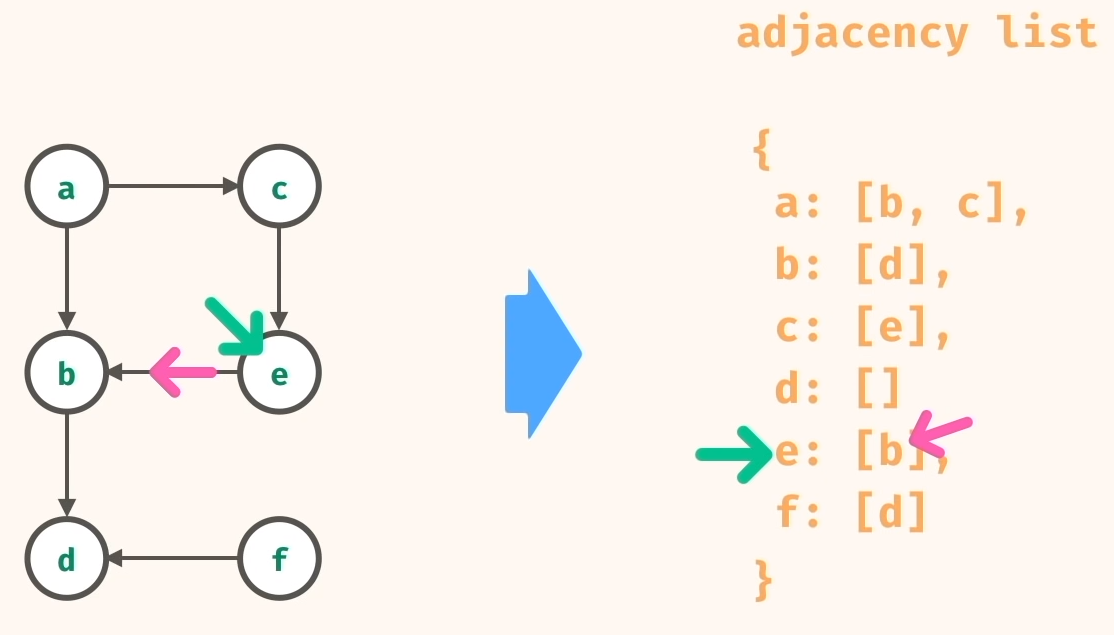 adjacency list
a
c
b
e
d
f
{
a: [b, c],
b: [d],
c: [e],
d: []
e: [b],
f: [d]
}